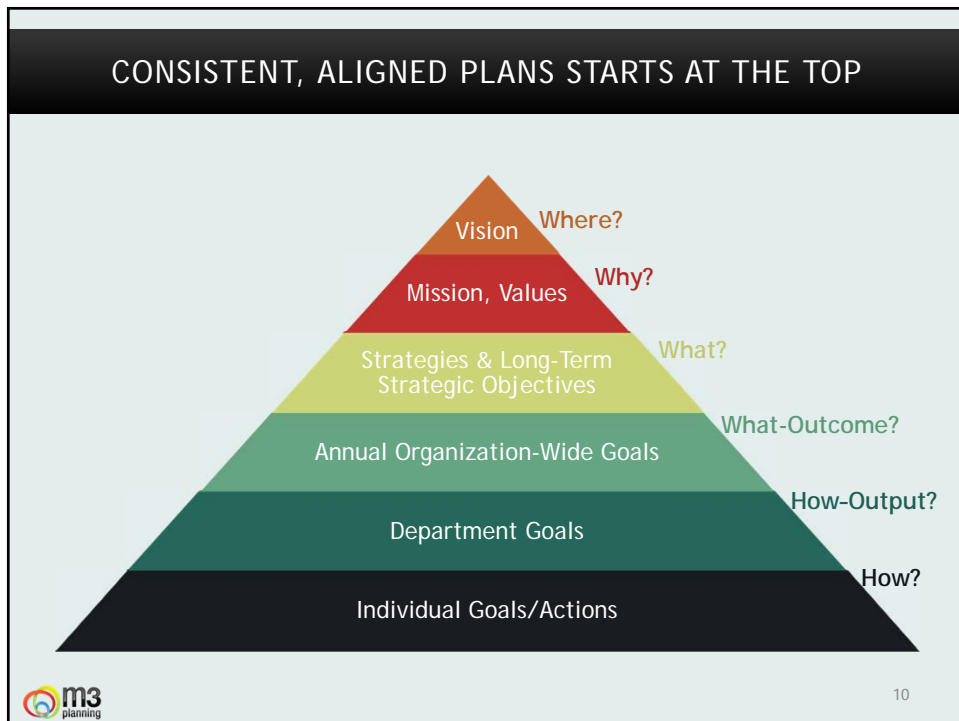 CONSISTENT, ALIGNED PLANS STARTS AT THE TOP
Vision
Where?
Mission, Values
Why?
Strategies & Long-Term
Strategic Objectives
What?
Annual Organization-Wide Goals
What-Outcome?
Department Goals
How-Output?
Individual Goals/Actions
How?
m3
planning
10